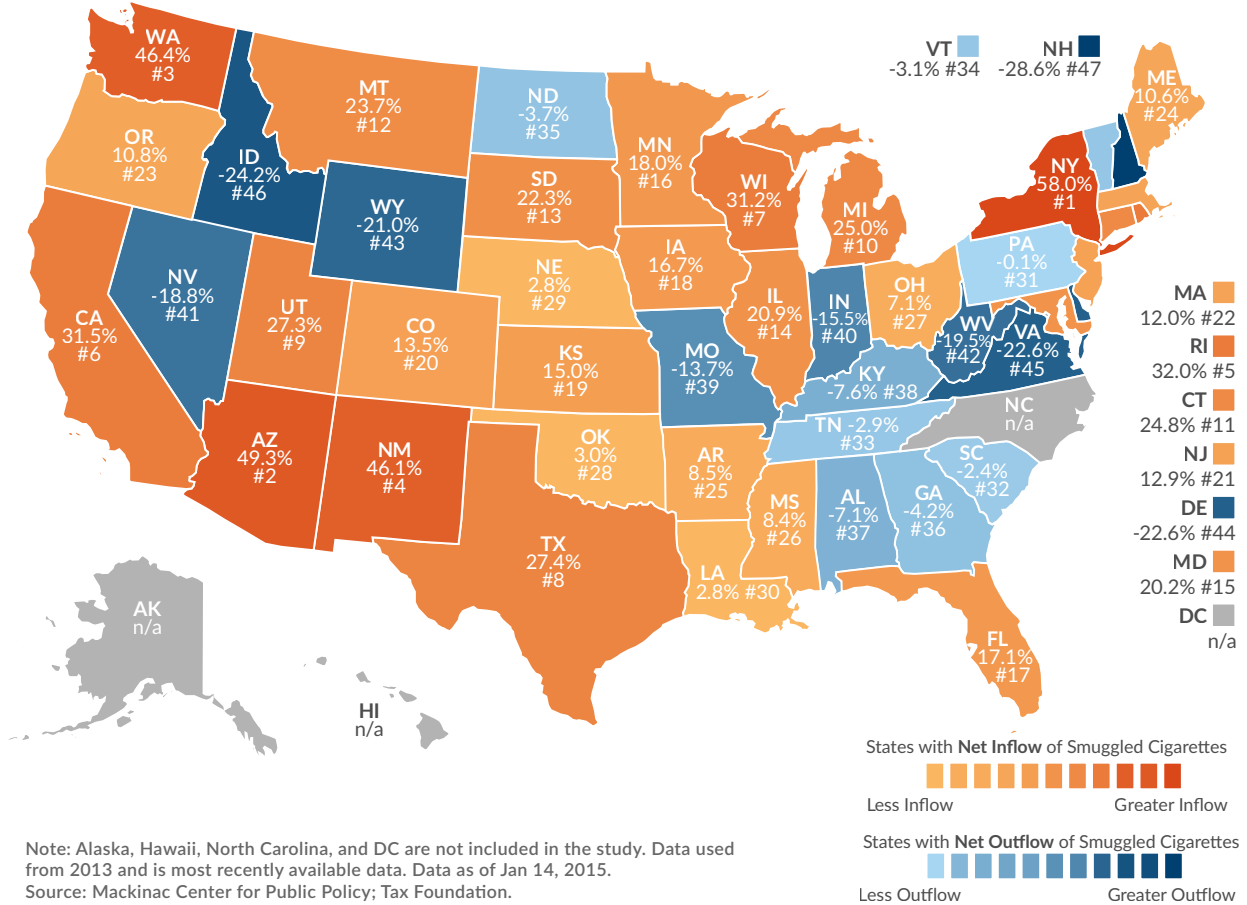 WA
46.4%
#3
VT
-3.1% #34
NH
-28.6% #47
ME
10.6%
#24
MT
23.7%
#12
ND
-3.7%
#35
OR
10.8%
#23
ID
-24.2%
#46
MN
18.0%
#16
NY
58.0%
#1
WY
-21.0%
#43
SD
22.3%
#13
WI
31.2%
#7
MI
25.0%
#10
NV
-18.8%
#41
NE
2.8%
#29
IA
16.7%
#18
PA
-0.1%
#31
CA
31.5%
#6
UT
27.3%
#9
CO
13.5%
#20
IL
20.9%
#14
IN
-15.5%
#40
OH
7.1%
#27
WV
-19.5%
#42
VA
-22.6%
#45
KS
15.0%
#19
MO
-13.7%
#39
KY
-7.6% #38
NC
n/a
TN -2.9%
#33
AZ
49.3%
#2
NM
46.1%
#4
OK
3.0%
#28
AR
8.5%
#25
SC
-2.4%
#32
MS
8.4%
#26
AL
-7.1%
#37
GA
-4.2%
#36
TX
27.4%
#8
LA
2.8% #30
FL
17.1%
#17
AK
n/a
HI
n/a
MA
12.0% #22
RI
32.0% #5
CT
24.8% #11
NJ
12.9% #21
DE
-22.6% #44
MD
20.2% #15
DC
n/a
States with Net Inflow of Smuggled Cigarettes
Less Inflow
Greater Inflow
States with Net Outflow of Smuggled Cigarettes
Less Outflow
Greater Outflow
Note: Alaska, Hawaii, North Carolina, and DC are not included in the study. Data used
from 2013 and is most recently available data. Data as of Jan 14, 2015.
Source: Mackinac Center for Public Policy; Tax Foundation.